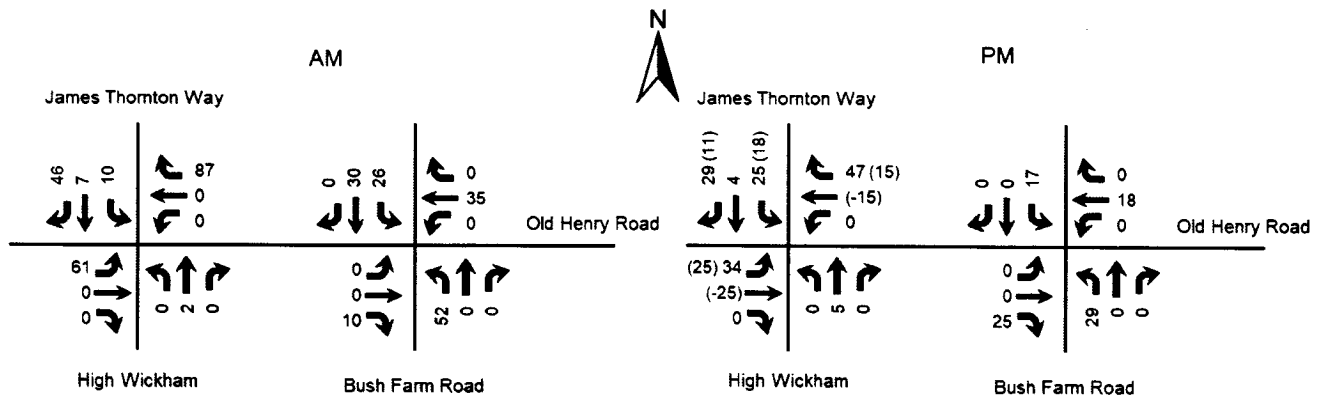 N
AM
PM
James Thornton Way
46 7 10
87
0
0
0 30 26
0
35
0
Old Henry Road
61
0
0
0 2 0
0
0
10
52 0 0
High Wickham
Bush Farm Road
James Thornton Way
29 (11) 4 25 (18)
47 (15)
(-15)
0
0 0 17
0
18
0
Old Henry Road
(25) 34
(-25)
0
0 5 0
0
0
25
29 0 0
High Wickham
Bush Farm Road